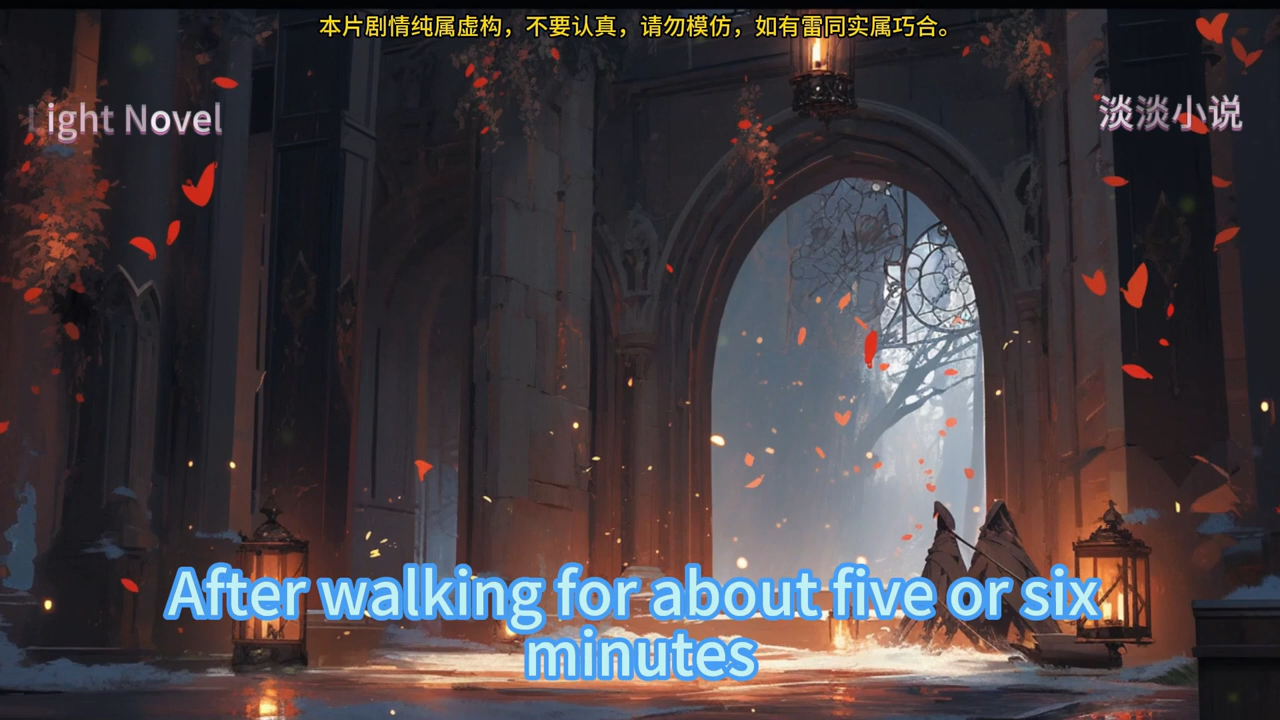 本片剧情纯属虚构，不要认真，请勿模仿，如有雷同实属巧合。
Light Novel
淡淡小说
After walking for about five or six
minutes